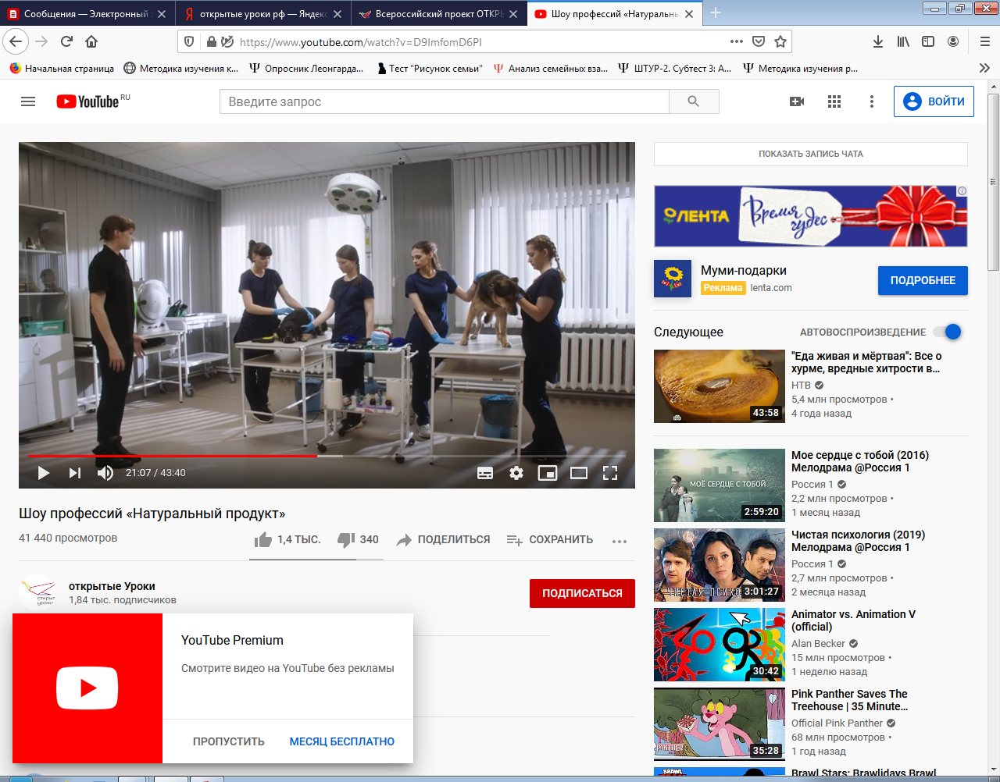 Сообщения — Электронный
открытые уроки рф — Яндекс
Всероссийский проект ОТКРЫ
Шоу профессий «Натуральны
https://www.youtube.com/watch?v=D9ImfomD6PI
Начальная страница
Методика изучения к...
Опросник Леонгарда...
Тест "Рисунок семьи"
Анализ семейных вза...
ШТУР-2. Субтест 3: А...
Методика изучения р...
YouTube RU
Введите запрос
ВОЙТИ
21:07 / 43:40
Шоу профессий «Натуральный продукт»
41 440 просмотров
1,4 ТЫС.
340
ПОДЕЛИТЬСЯ
СОХРАНИТЬ
открыт
уроки
открытые Уроки
1,84 тыс. подписчиков
ПОДПИСАТЬСЯ
YouTube Premium
Смотрите видео на YouTube без рекламы
ПРОПУСТИТЬ
МЕСЯЦ БЕСПЛАТНО
ПОКАЗАТЬ ЗАПИСЬ ЧАТА
ЛЕНТА
Время чудес
Муми-подарки
Реклама lenta.com
ПОДРОБНЕЕ
Следующее
АВТОВОСПРОИЗВЕДЕНИЕ
43:58
"Еда живая и мёртвая": Все о
хурме, вредные хитрости в...
НТВ
5,4 млн просмотров •
4 года назад
МОЁ СЕРДЦЕ С ТОБОЙ
2:59:20
Мое сердце с тобой (2016)
Мелодрама @Россия 1
Россия 1
2,2 млн просмотров •
1 месяц назад
ЧИСТАЯ ПСИХО
3:01:27
Чистая психология (2019)
Мелодрама @Россия 1
Россия 1
2,7 млн просмотров •
2 месяца назад
30:42
Animator vs. Animation V
(official)
Alan Becker
15 млн просмотров •
1 неделю назад
PINK
PANTHER
35:28
Pink Panther Saves The
Treehouse | 35 Minute...
Official Pink Panther
68 млн просмотров •
1 год назад
BRAWL
Brawl Stars: Brawlidays Brawl